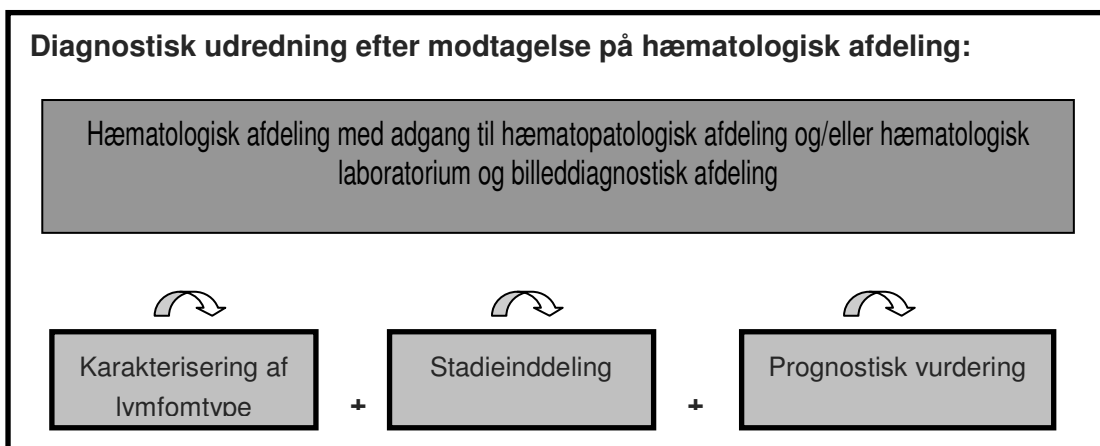 Diagnostisk udredning efter modtagelse på hæmatologisk afdeling:
Hæmatologisk afdeling med adgang til hæmatopatologisk afdeling og/eller hæmatologisk
laboratorium og billeddiagnostisk afdeling
Karakterisering af
lymfomtype
+
Stadieinddeling
+
Prognostisk vurdering